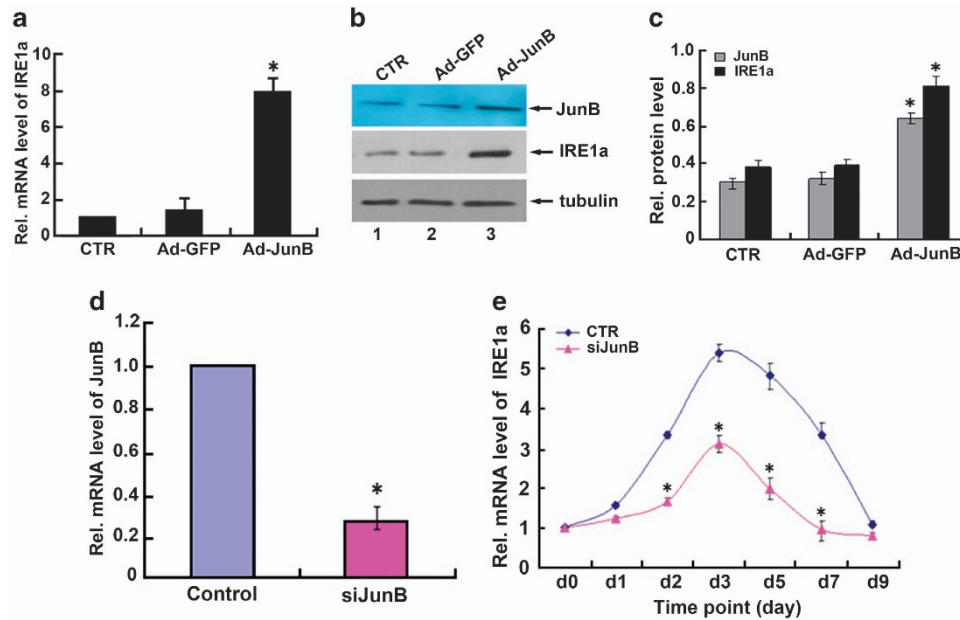 a
Rel. mRNA level of IRE1a
10
8
6
4
2
0
*
CTR
Ad-GFP
Ad-JunB
b
CTR
Ad-GFP
Ad-JunB
JunB
IRE1a
tubulin
1 2 3
c
Rel. protein level
1.0
0.8
0.6
0.4
0.2
0
JunB
IRE1a
*
*
CTR
Ad-GFP
Ad-JunB
d
Rel. mRNA level of JunB
1.2
1.0
0.8
0.6
0.4
0.2
0
*
Control
siJunB
e
Rel. mRNA level of IRE1a
6
5
4
3
2
1
0
CTR
siJunB
*
*
*
*
d0 d1 d2 d3 d5 d7 d9
Time point (day)